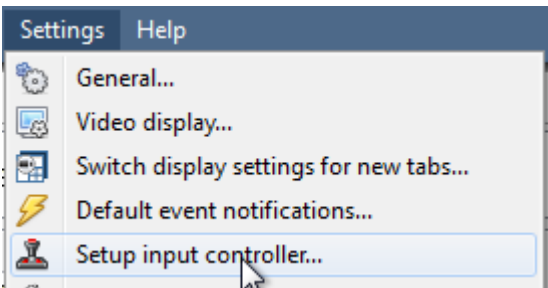 Settings Help
General...
Video display...
Switch display settings for new tabs...
Default event notifications...
Setup input controller...